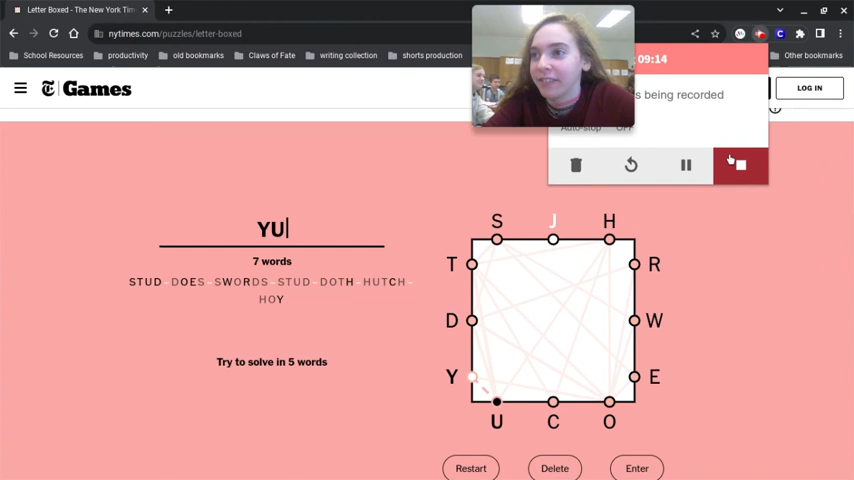 Letter Boxed - The New York Tim
nytimes.com/puzzles/letter-boxed
School Resources
productivity
old bookmarks
Claws of Fate
writing collection
shorts production
Other bookmarks
Games
LOG IN
09:14
s being recorded
Auto-stop OFF
YU
7 words
STUD - DOES - SWORDS - STUD - DOTH - HUTCH -
HOY
Try to solve in 5 words
S J H
T R
D W
Y E
U C O
Restart
Delete
Enter